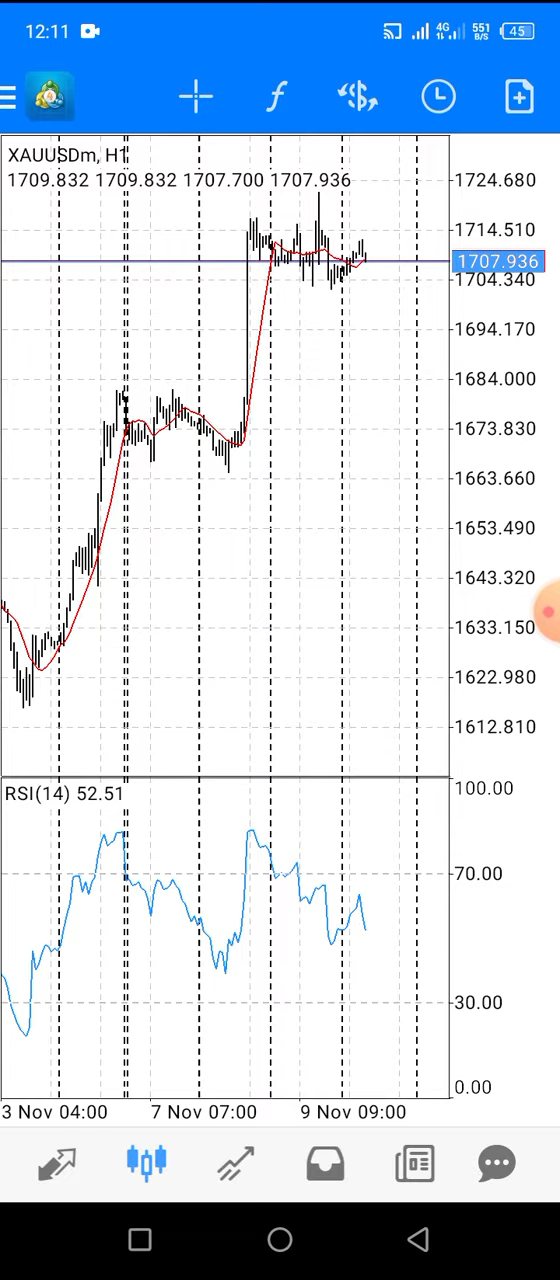 12:11
4G
551
B/S
45
XAUUSDm, H1
1709.832 1709.832 1707.700 1707.936
1724.680
1714.510
1707.936
1704.340
1694.170
1684.000
1673.830
1663.660
1653.490
1643.320
1633.150
1622.980
1612.810
RSI(14) 52.51
100.00
70.00
30.00
0.00
3 Nov 04:00
7 Nov 07:00
9 Nov 09:00